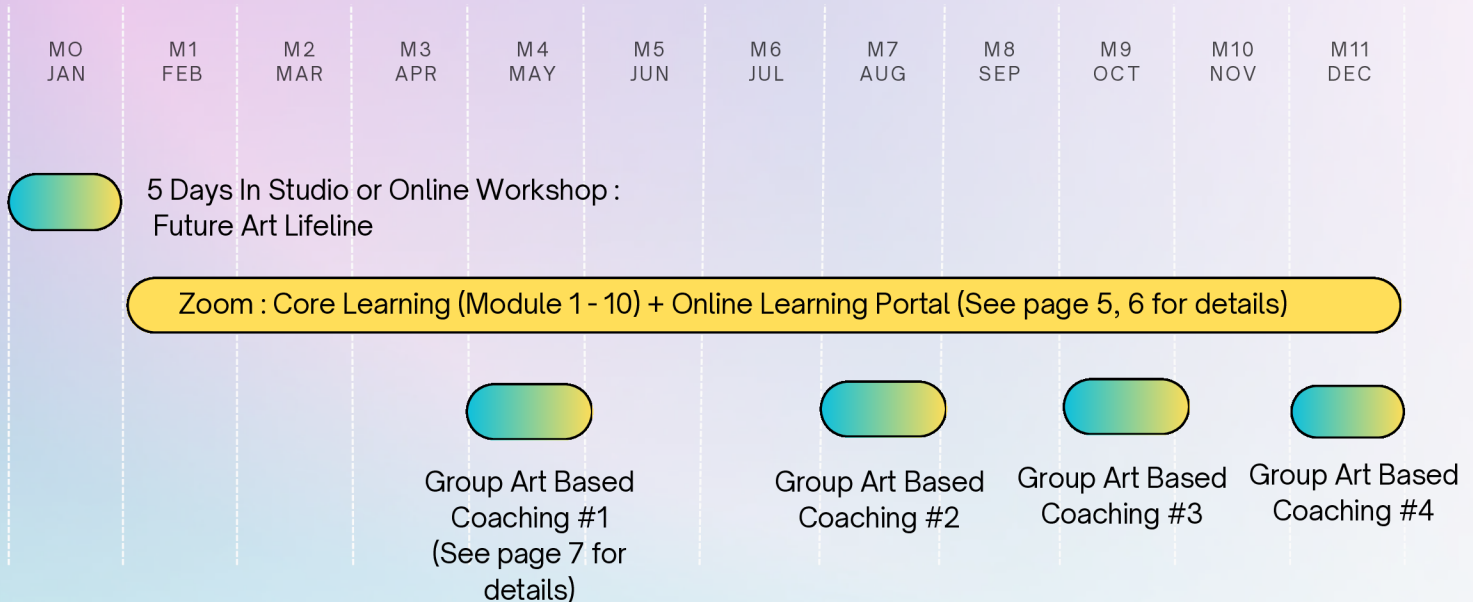 MO M1 M2 M3 M4 M5 M6 M7 M8 M9 M10 M11
JAN FEB MAR APR MAY JUN JUL AUG SEP OCT NOV DEC
5 Days In Studio or Online Workshop :
Future Art Lifeline
Zoom : Core Learning (Module 1 - 10) + Online Learning Portal (See page 5, 6 for details)
Group Art Based
Coaching #1
(See page 7 for
details)
Group Art Based
Coaching #2
Group Art Based
Coaching #3
Group Art Based
Coaching #4